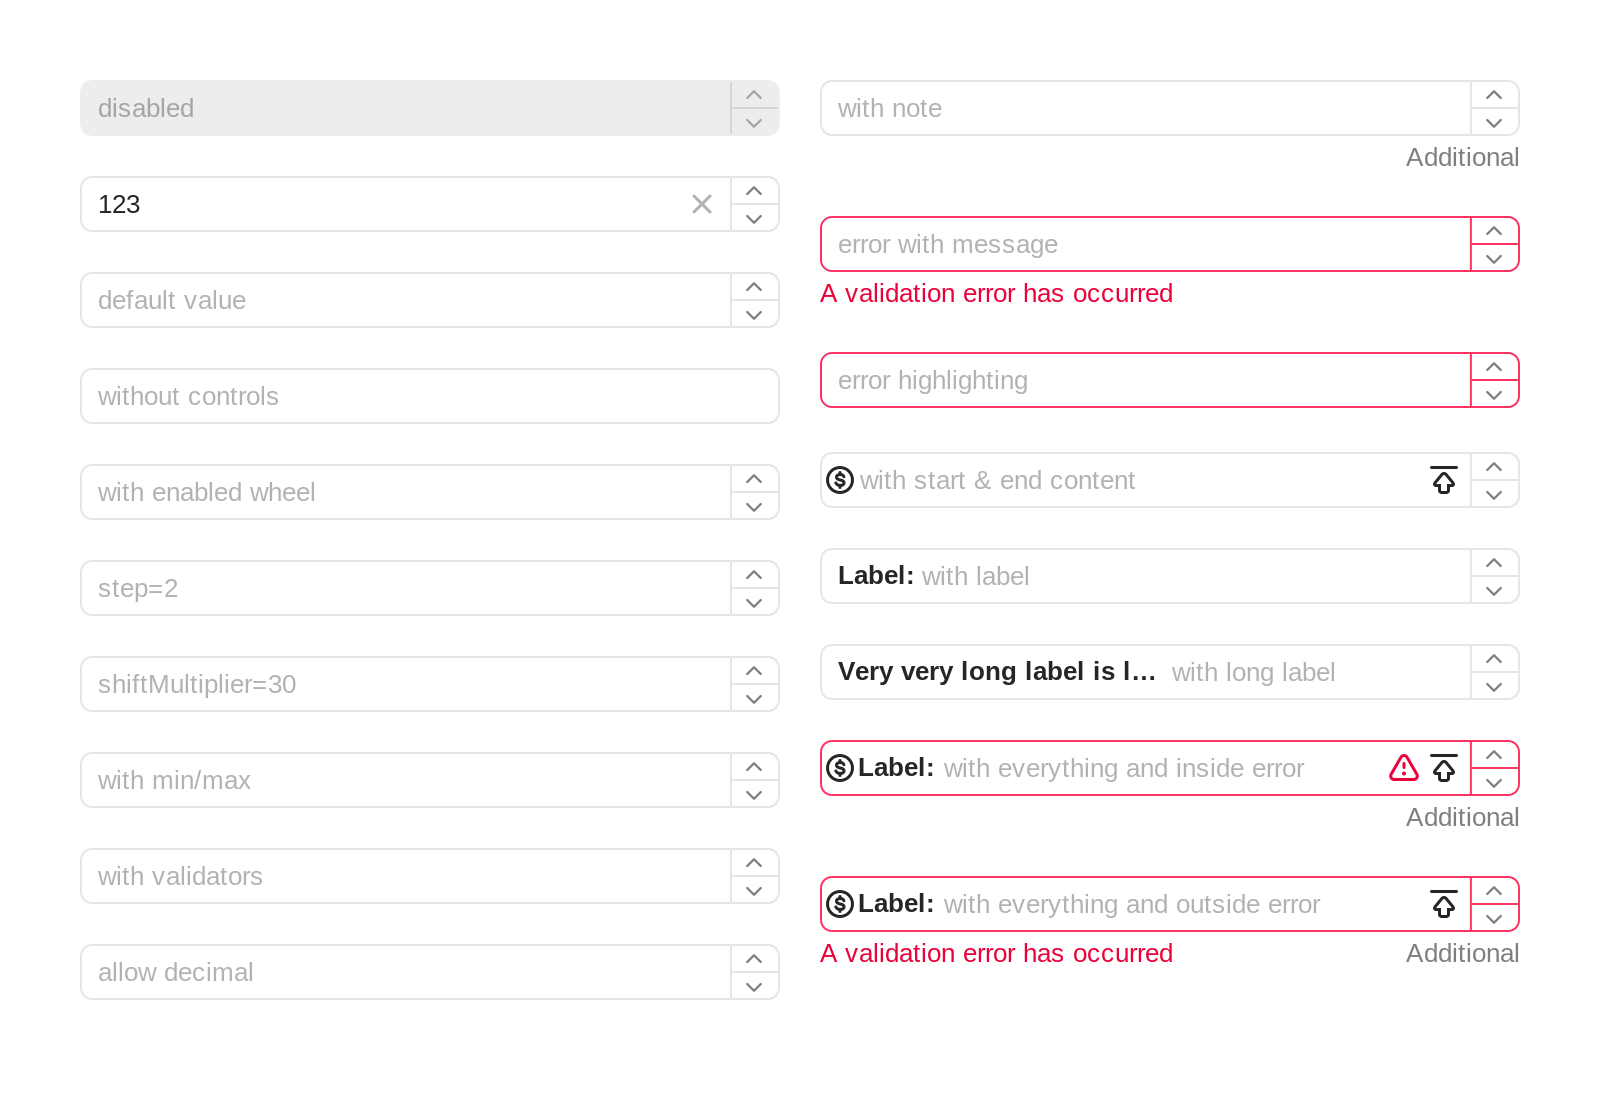 disabled
123
default value
without controls
with enabled wheel
step=2
shiftMultiplier=30
with min/max
with validators
allow decimal
with note
Additional
error with message
A validation error has occurred
error highlighting
with start & end content
Label: with label
Very very long label is l… with long label
Label: with everything and inside error
Additional
Label: with everything and outside error
A validation error has occurred Additional